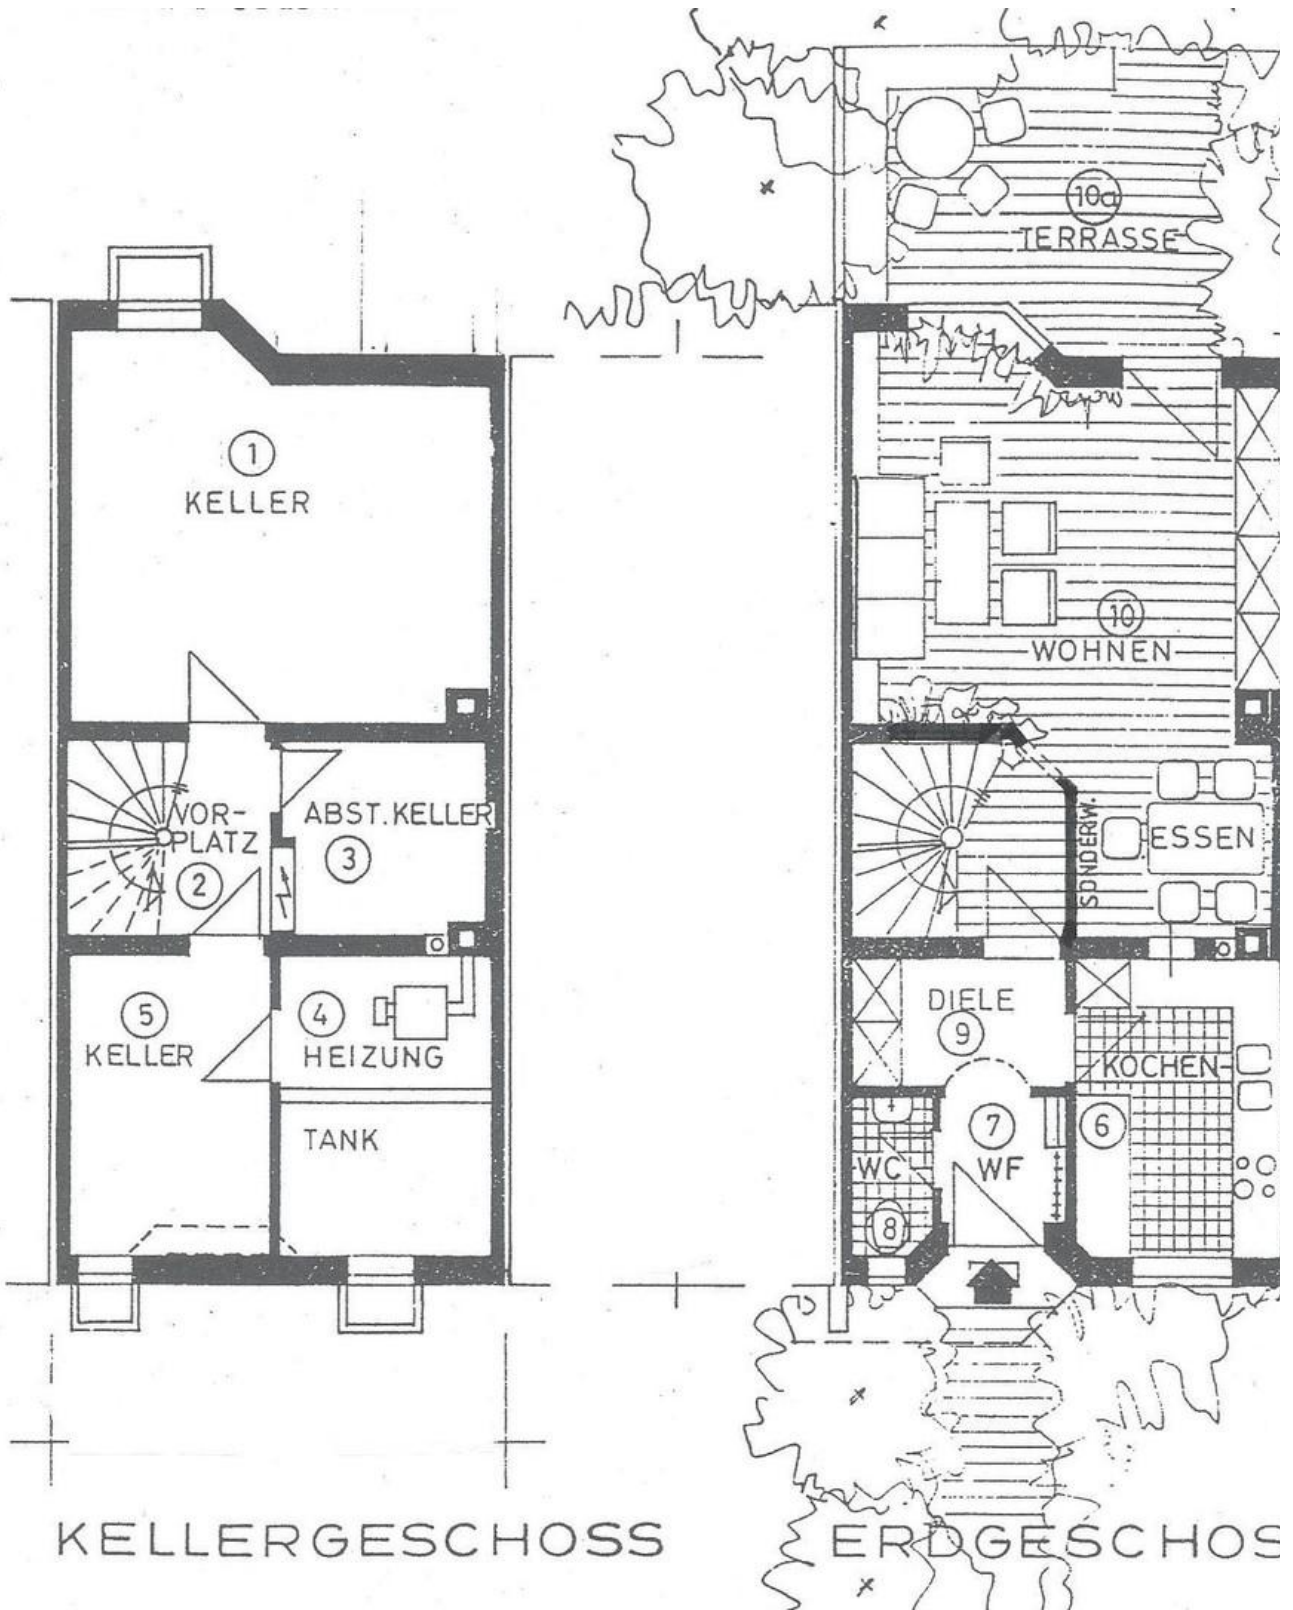 1
KELLER
VOR-
PLATZ
2
ABST. KELLER
3
5
KELLER
4
HEIZUNG
TANK
KELLERGESCHOSS
10a
TERRASSE
10
WOHNEN
SONDERW.
ESSEN
DIELE
9
KOCHEN
6
7
WF
WC
8
ERDGESCHOS